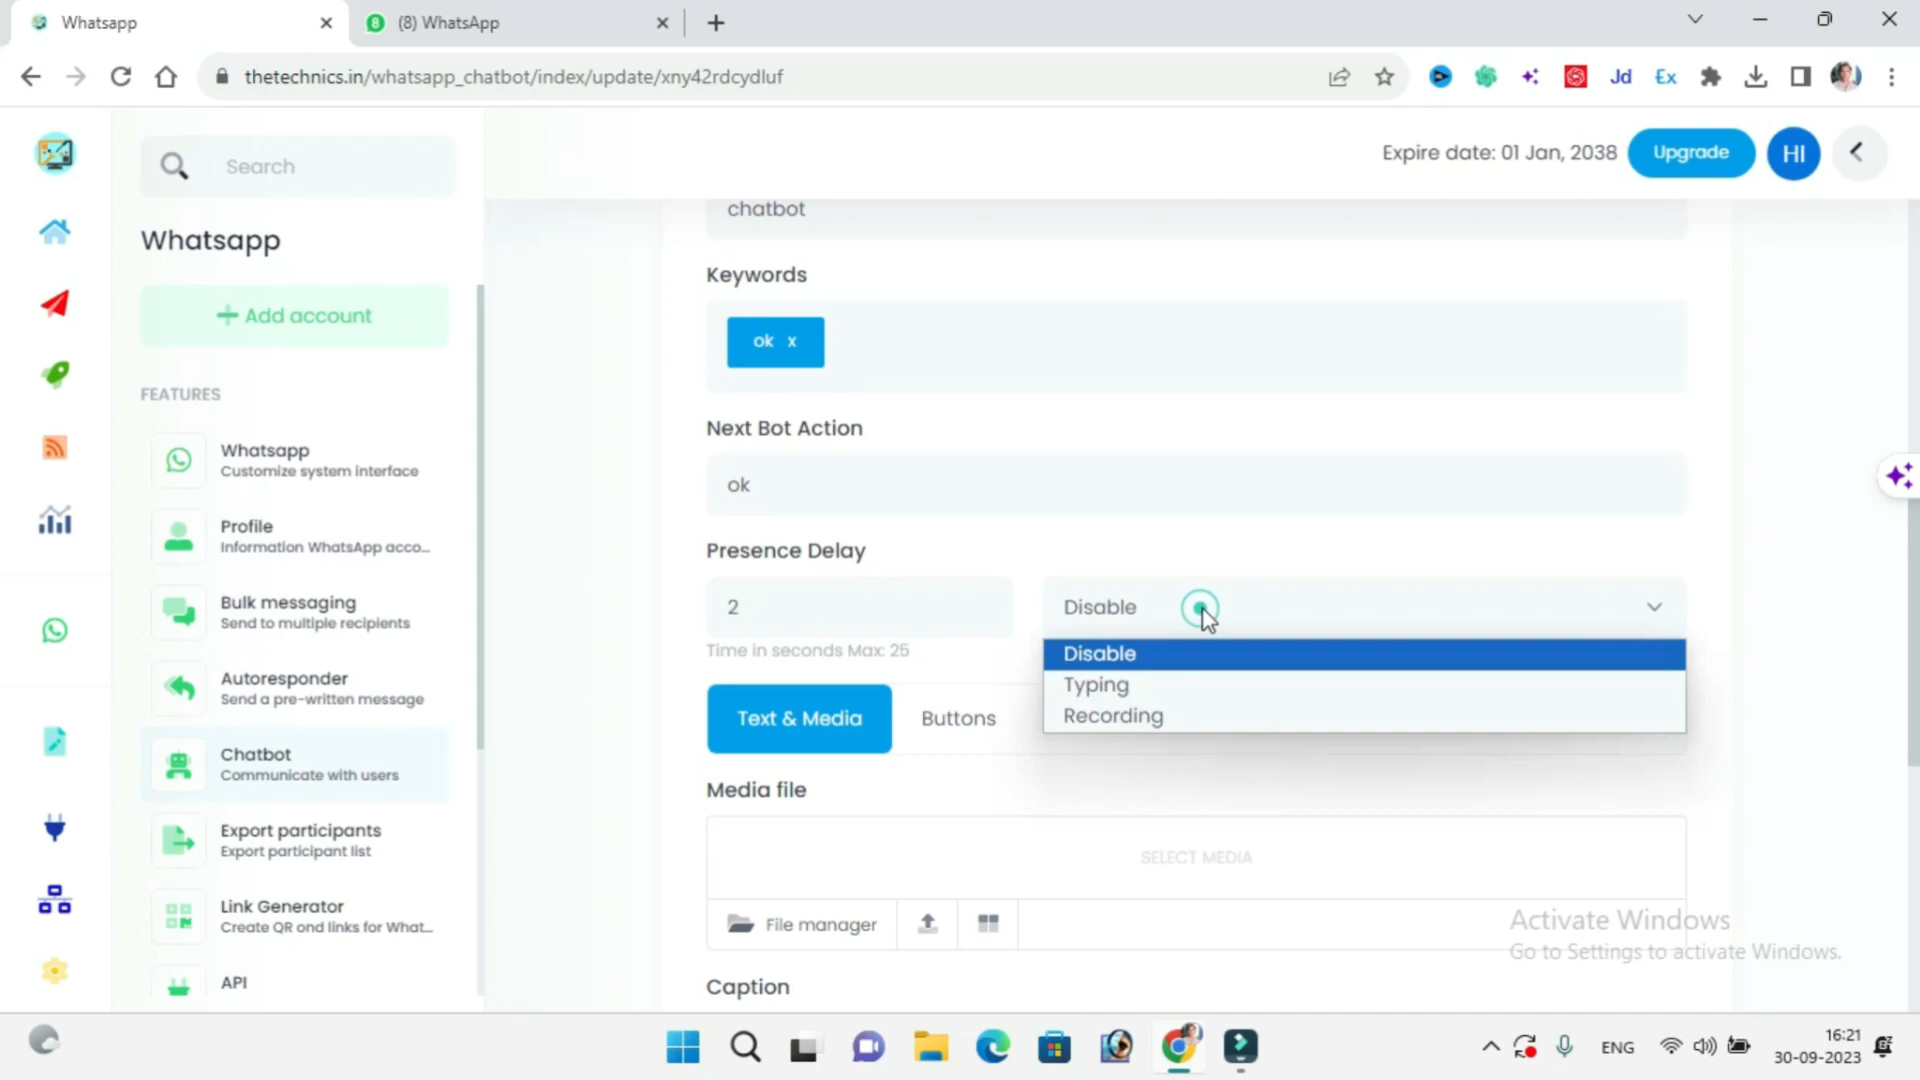 Whatsapp
(8) WhatsApp
thetechnics.in/whatsapp_chatbot/index/update/xny42rdcydluf
Jd
Ex
Search
Expire date: 01 Jan, 2038
Upgrade
HI
Whatsapp
+ Add account
FEATURES
Whatsapp
Customize system interface
Profile
Information WhatsApp acco...
Bulk messaging
Send to multiple recipients
Autoresponder
Send a pre-written message
Chatbot
Communicate with users
Export participants
Export participant list
Link Generator
Create QR ond links for What...
API
chatbot
Keywords
ok x
Next Bot Action
ok
Presence Delay
2
Disable
Time in seconds Max: 25
Disable
Typing
Recording
Text & Media
Buttons
Media file
SELECT MEDIA
File manager
Caption
Activate Windows
Go to Settings to activate Windows.
ENG
16:21
30-09-2023